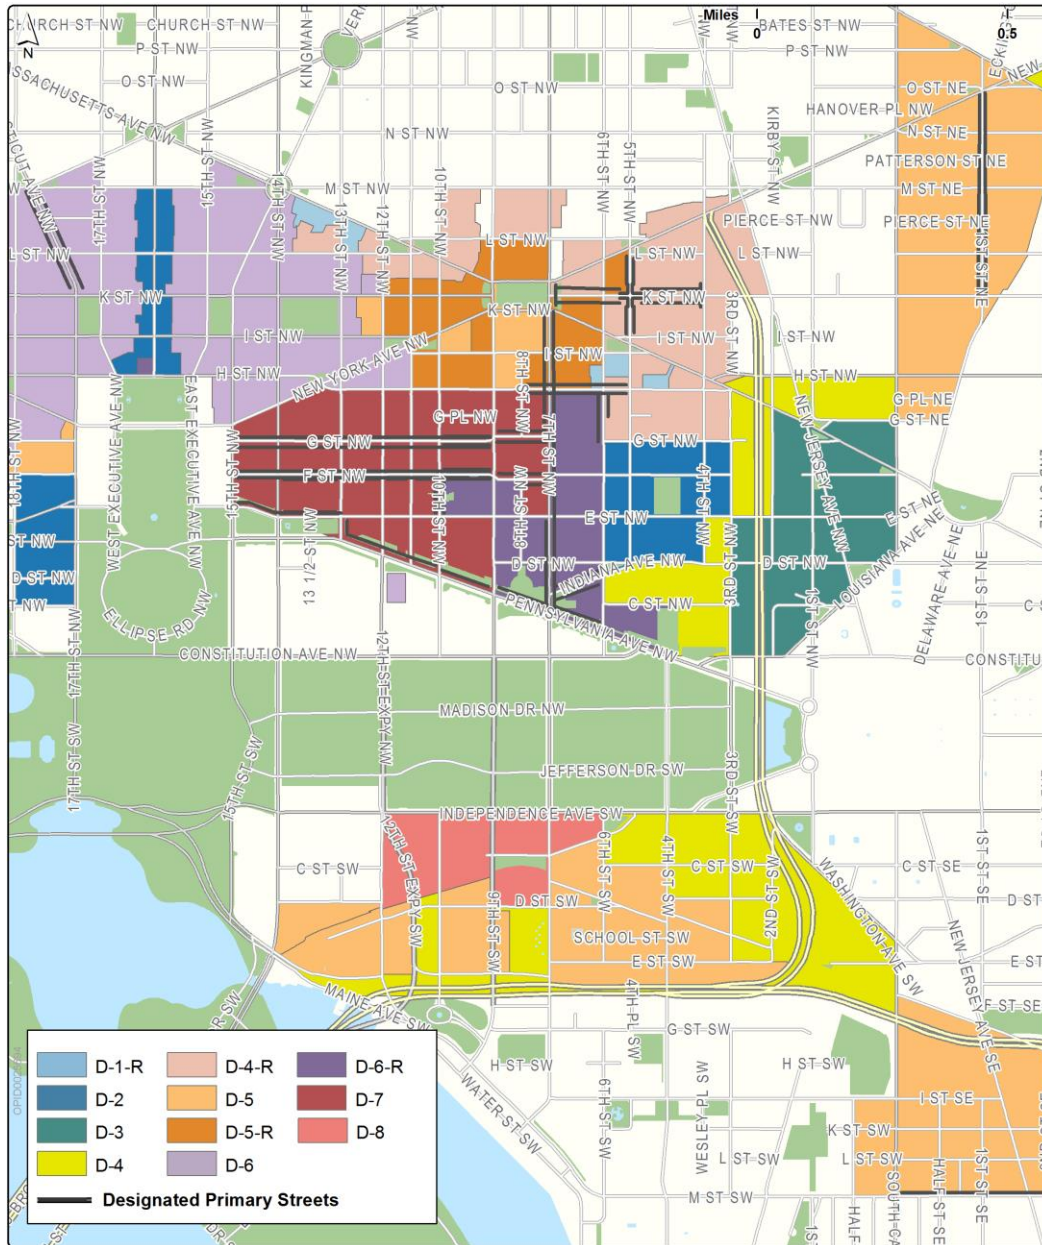 CHURCH ST NW
CHURCH ST NW
Miles
0
0.5
BATES ST NW
P ST NW
P ST NW
N
O ST NW
O ST NW
O ST NE
HANOVER PL NW
N ST NW
N ST NE
KIRBY ST NW
PATTERSON ST NE
M ST NW
M ST NE
15TH ST NW
17TH ST NW
14TH ST NW
13TH ST NW
12TH ST NW
10TH ST NW
6TH ST NW
5TH ST NW
PIERCE ST NW
PIERCE ST NE
L ST NW
L ST NW
L ST NW
L ST NW
K ST NW
K ST NW
K ST NW
3RD ST NW
1ST ST NE
I ST NW
I ST NW
I ST NW
I ST NW
NEW YORK AVE NW
8TH ST NW
H ST NW
H ST NW
G PL NW
G PL NE
G ST NE
7TH ST NW
G ST NW
G ST NW
NEW JERSEY AVE NW
WEST EXECUTIVE AVE NW
EAST EXECUTIVE AVE NW
15TH ST NW
18TH ST NW
F ST NW
10TH ST NW
4TH ST NW
E ST NW
E ST NE
8TH ST NW
D ST NW
D ST NW
D ST NW
INDIANA AVE NW
3RD ST NW
13 1/2 ST NW
C ST NW
LOUISIANA AVE NE
DELAWARE AVE NE
1ST ST NE
1ST ST NW
ELLIPSE RD NW
PENNSYLVANIA AVE NW
CONSTITUTION AVE NW
CONSTITU
17TH ST NW
12TH ST EXPY NW
MADISON DR NW
JEFFERSON DR SW
17TH ST SW
15TH ST SW
3RD ST SW
INDEPENDENCE AVE SW
12TH ST EXPY SW
6TH ST SW
4TH ST SW
C ST SW
C ST SW
C ST SE
2ND ST SW
WASHINGTON AVE SW
1ST ST SE
D ST SW
9TH ST SW
SCHOOL ST SW
E ST SW
NEW JERSEY AVE SE
MAINE AVE SW
4TH PL SW
F ST SE
G ST SW
H ST SW
H ST SW
WATER ST SW
6TH ST SW
WESLEY PL SW
I ST SE
K ST SW
L ST SW
L ST SW
M ST SW
HALF ST SE
1ST ST SE
D-1-R
D-4-R
D-6-R
D-2
D-5
D-7
D-3
D-5-R
D-8
D-4
D-6
Designated Primary Streets